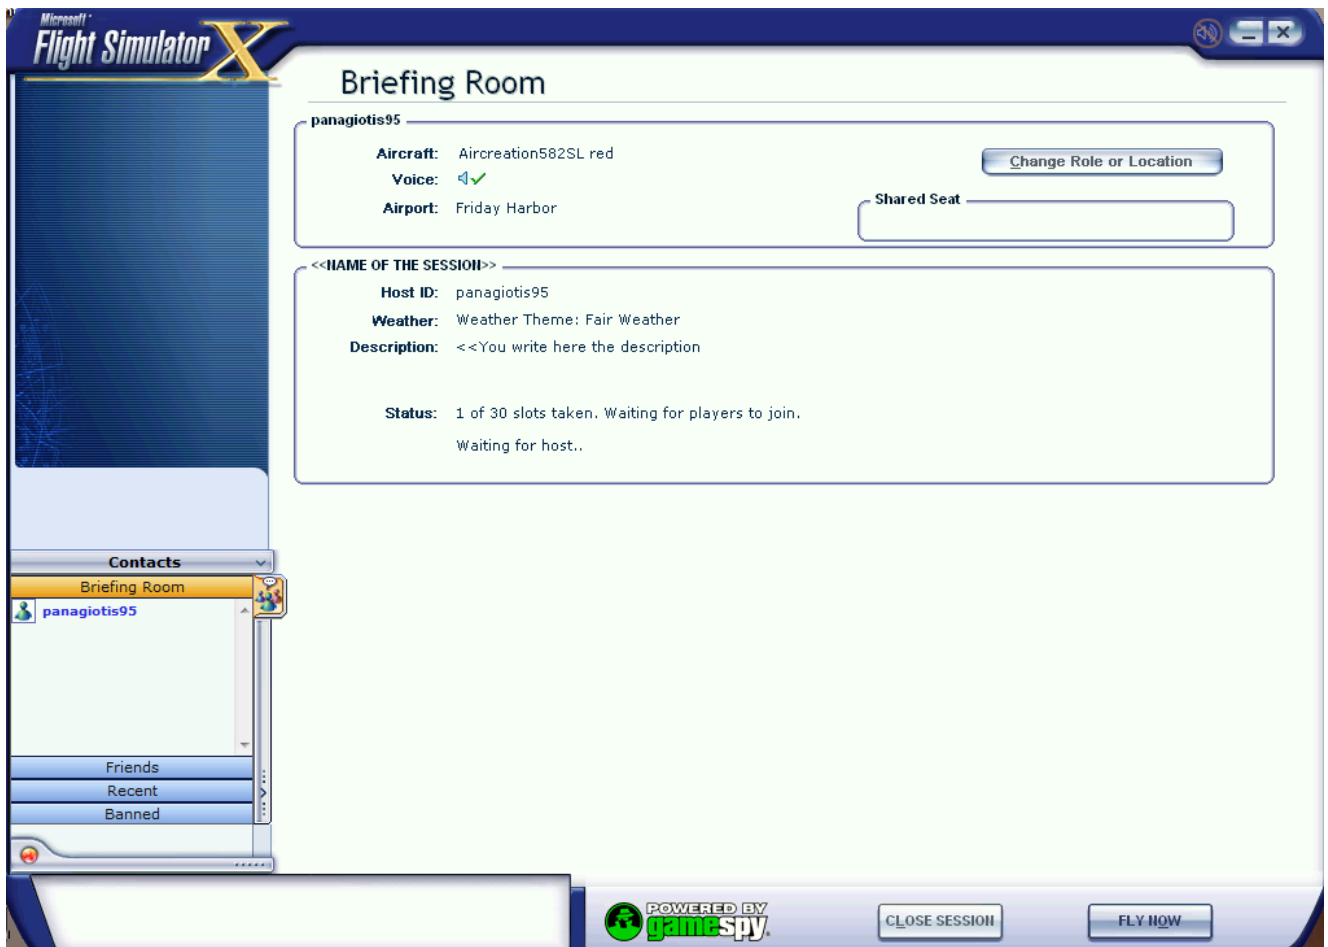 Microsoft
Flight Simulator X
Briefing Room
panagiotis95
Aircraft: Aircreation582SL red
Change Role or Location
Voice:
Shared Seat
Airport: Friday Harbor
<<NAME OF THE SESSION>>
Host ID: panagiotis95
Weather: Weather Theme: Fair Weather
Description: <<You write here the description
Status: 1 of 30 slots taken. Waiting for players to join.
Waiting for host..
Contacts
Briefing Room
panagiotis95
Friends
Recent
Banned
POWERED BY
gamespy.
CLOSE SESSION
FLY NOW